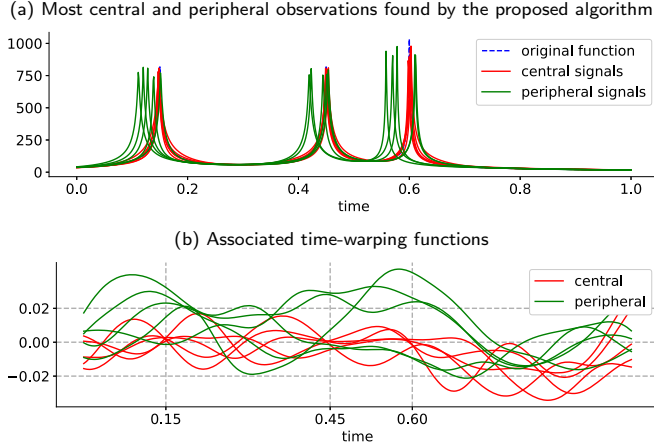 (a) Most central and peripheral observations found by the proposed algorithm
1000
750
500
250
0
original function
central signals
peripheral signals
0.0 0.2 0.4 0.6 0.8 1.0
time
(b) Associated time-warping functions
0.02
0.00
−0.02
central
peripheral
0.15 0.45 0.60
time